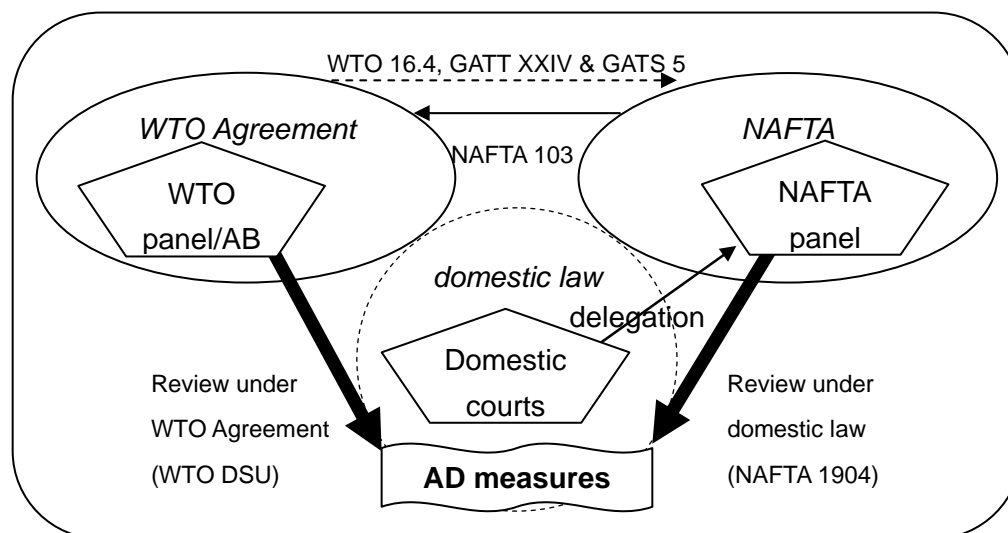 WTO 16.4, GATT XXIV & GATS 5
WTO Agreement
NAFTA
NAFTA 103
WTO
panel/AB
NAFTA
panel
domestic law
delegation
Domestic
courts
Review under
WTO Agreement
(WTO DSU)
Review under
domestic law
(NAFTA 1904)
AD measures